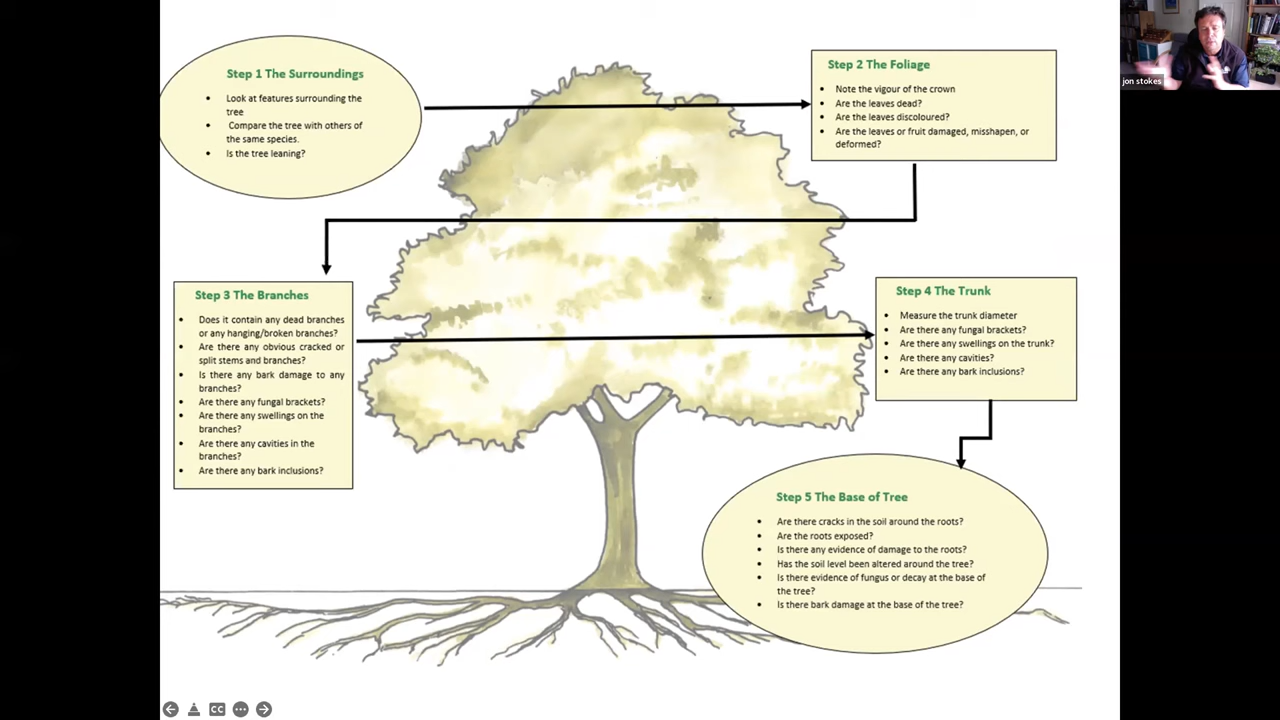 Step 1 The Surroundings
Look at features surrounding the
tree
Compare the tree with others of
the same species.
Is the tree leaning?
Step 2 The Foliage
Note the vigour of the crown
Are the leaves dead?
Are the leaves discoloured?
Are the leaves or fruit damaged, misshapen, or
deformed?
Step 3 The Branches
Does it contain any dead branches
or any hanging/broken branches?
Are there any obvious cracked or
split stems and branches?
Is there any bark damage to any
branches?
Are there any fungal brackets?
Are there any swellings on the
branches?
Are there any cavities in the
branches?
Are there any bark inclusions?
Step 4 The Trunk
Measure the trunk diameter
Are there any fungal brackets?
Are there any swellings on the trunk?
Are there any cavities?
Are there any bark inclusions?
Step 5 The Base of Tree
Are there cracks in the soil around the roots?
Are the roots exposed?
Is there any evidence of damage to the roots?
Has the soil level been altered around the tree?
Is there evidence of fungus or decay at the base of
the tree?
Is there bark damage at the base of the tree?
jon stokes
CC